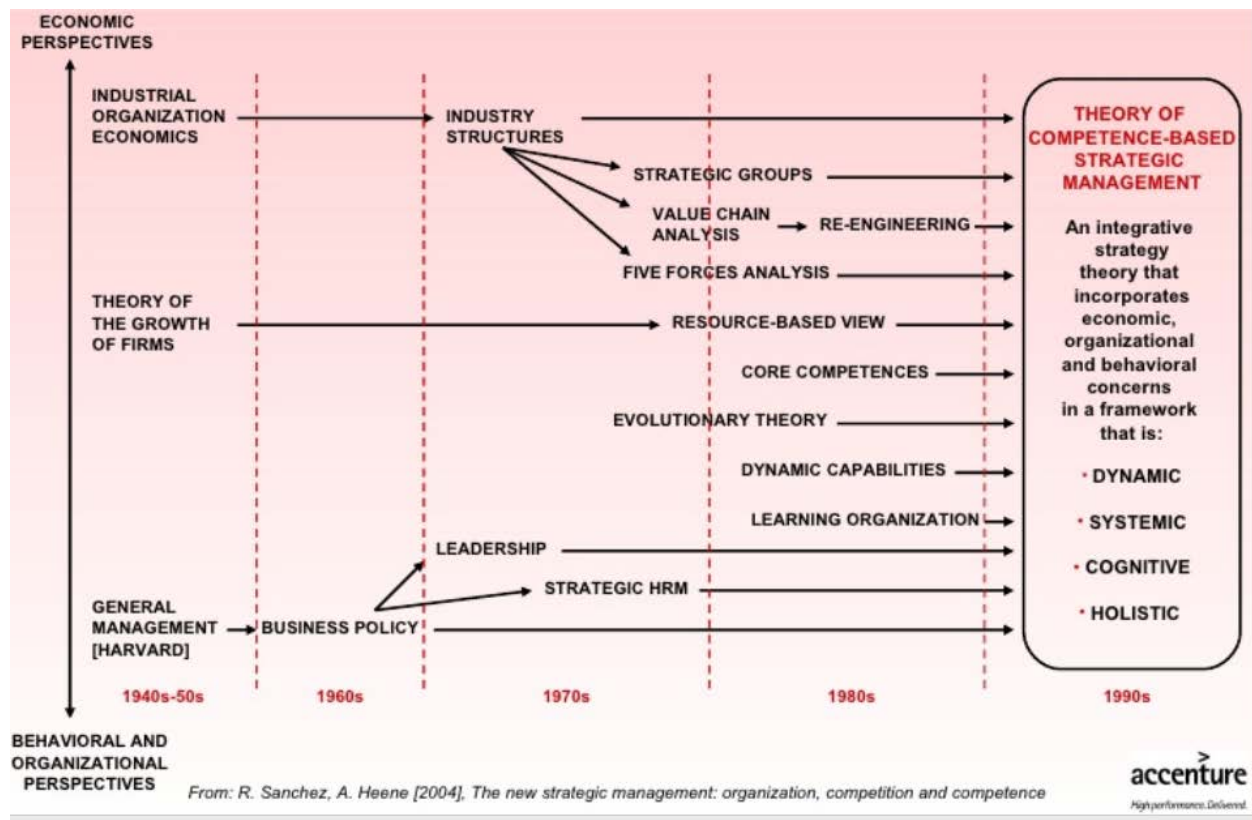 ECONOMIC
PERSPECTIVES
INDUSTRIAL
ORGANIZATION
ECONOMICS
INDUSTRY
STRUCTURES
STRATEGIC GROUPS
VALUE CHAIN
ANALYSIS
RE-ENGINEERING
FIVE FORCES ANALYSIS
THEORY OF
THE GROWTH
OF FIRMS
RESOURCE-BASED VIEW
CORE COMPETENCES
EVOLUTIONARY THEORY
DYNAMIC CAPABILITIES
LEARNING ORGANIZATION
LEADERSHIP
STRATEGIC HRM
GENERAL
MANAGEMENT
[HARVARD]
BUSINESS POLICY
THEORY OF
COMPETENCE-BASED
STRATEGIC
MANAGEMENT
An integrative
strategy
theory that
incorporates
economic,
organizational
and behavioral
concerns
in a framework
that is:
· DYNAMIC
· SYSTEMIC
· COGNITIVE
· HOLISTIC
1940s-50s
1960s
1970s
1980s
1990s
BEHAVIORAL AND
ORGANIZATIONAL
PERSPECTIVES
From: R. Sanchez, A. Heene [2004], The new strategic management: organization, competition and competence
accenture
High performance. Delivered.